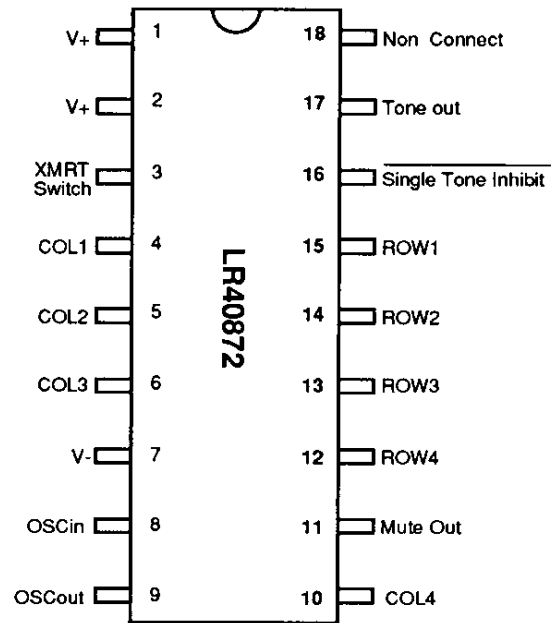 V+ 1 18 Non Connect
V+ 2 17 Tone out
XMRT
Switch 3 16 Single Tone Inhibit
COL1 4 15 ROW1
COL2 5 14 ROW2
LR40872
COL3 6 13 ROW3
V- 7 12 ROW4
OSCin 8 11 Mute Out
OSCout 9 10 COL4